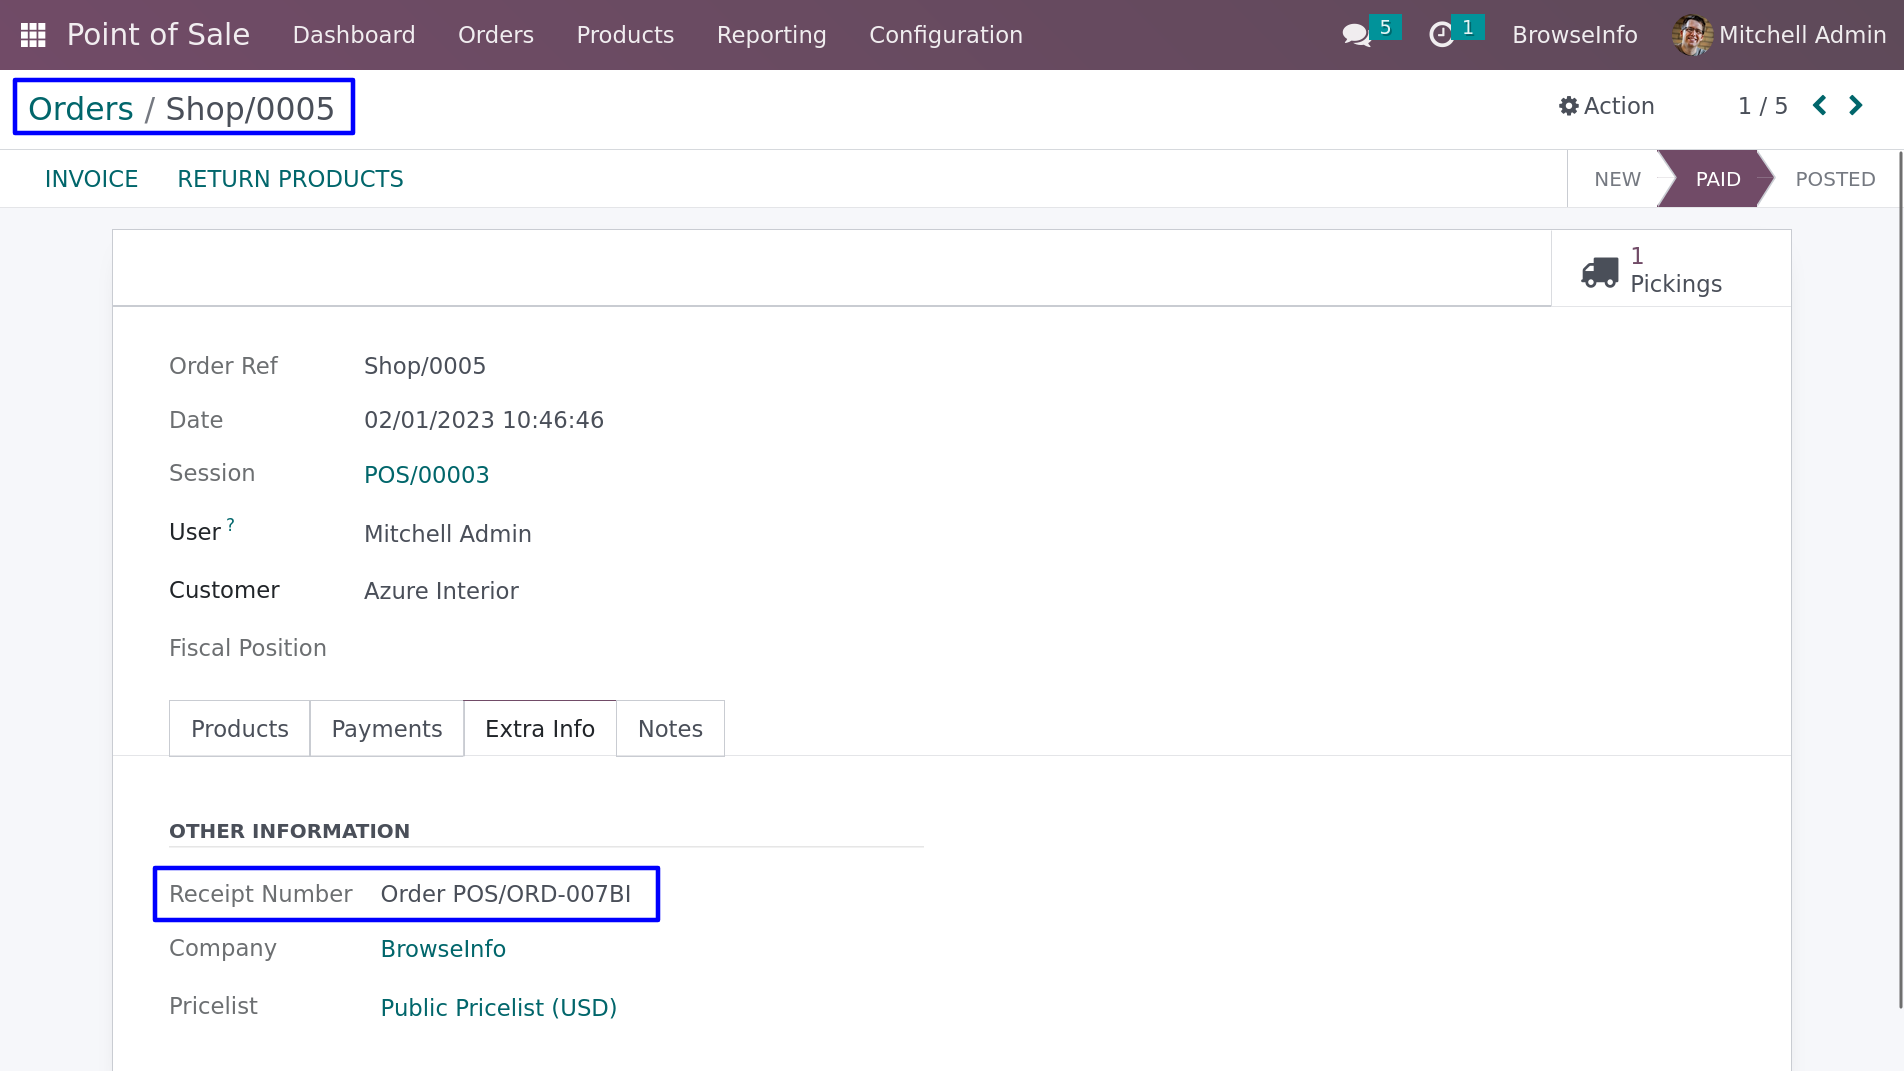 Point of Sale Dashboard Orders Products Reporting Configuration 5 1 BrowseInfo Mitchell Admin
Orders / Shop/0005 Action 1 / 5
INVOICE RETURN PRODUCTS NEW PAID POSTED
1
Pickings
Order Ref Shop/0005
Date 02/01/2023 10:46:46
Session POS/00003
User ? Mitchell Admin
Customer Azure Interior
Fiscal Position
Products Payments Extra Info Notes
OTHER INFORMATION
Receipt Number Order POS/ORD-007BI
Company BrowseInfo
Pricelist Public Pricelist (USD)